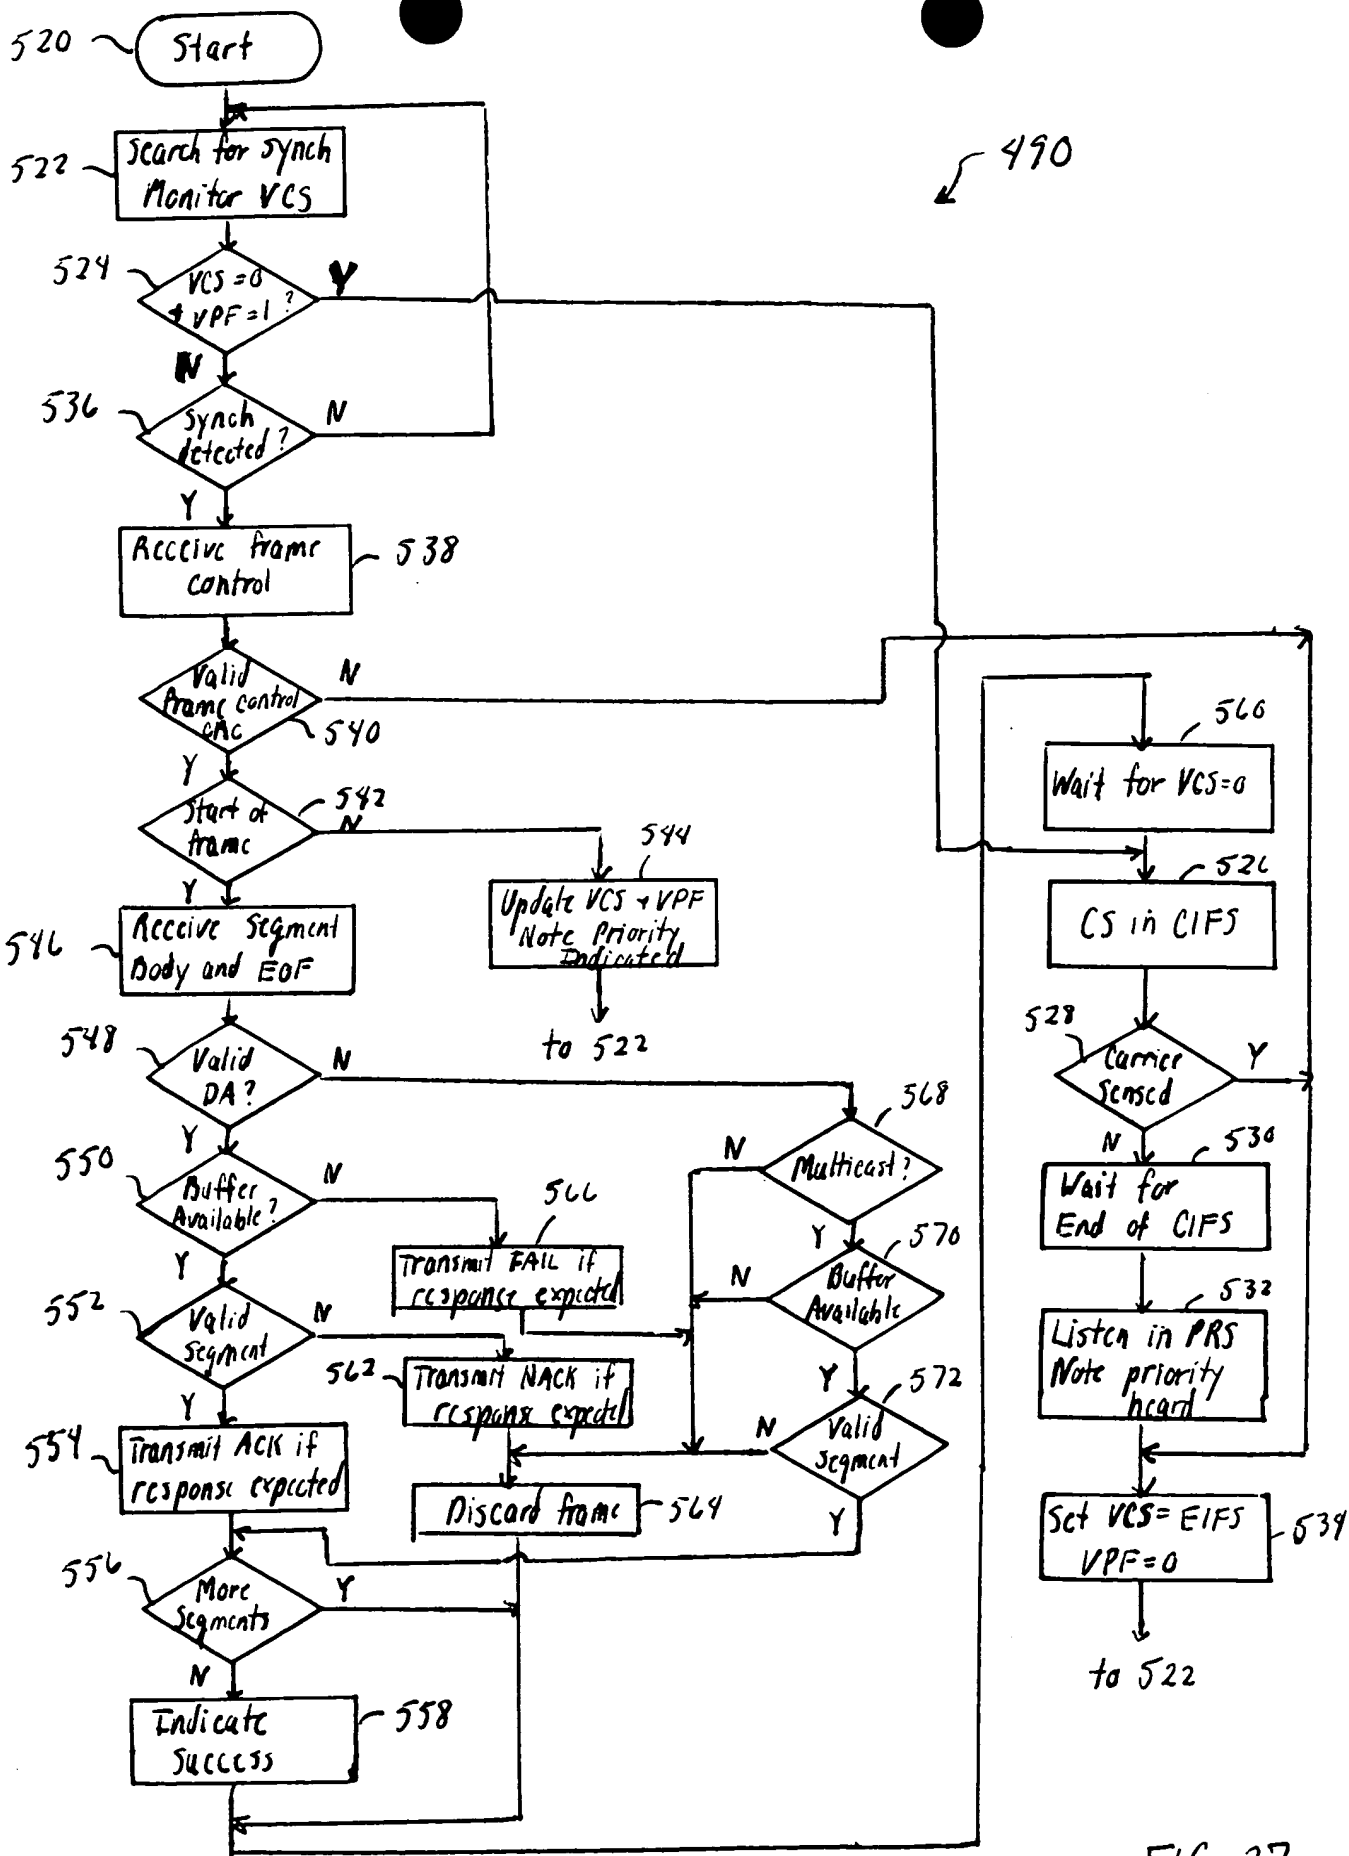 520
Start
490
522
Search for synch
Monitor VCS
524
VCS = 0
+ VPF = 1 ?
Y
N
536
Synch
detected ?
N
Y
Receive frame
control
538
Valid
Frame control
CRC
N
540
Y
560
Wait for VCS=0
Start of
frame
542
N
Y
544
Update VCS + VPF
Note Priority
Indicated
to 522
526
CS in CIFS
546
Receive Segment
Body and EOF
528
Carrier
Sensed
Y
N
548
Valid
DA?
N
Y
568
Multicast?
N
Y
530
Wait for
End of CIFS
550
Buffer
Available?
N
Y
566
Transmit FAIL if
response expected
570
Buffer
Available
N
Y
532
Listen in PRS
Note priority
heard
552
Valid
segment
N
Y
562
Transmit NACK if
response expected
572
Valid
segment
N
Y
554
Transmit ACK if
response expected
Discard frame
564
Set VCS= EIFS
VPF=0
534
to 522
556
More
Segments
Y
N
Indicate
Success
558